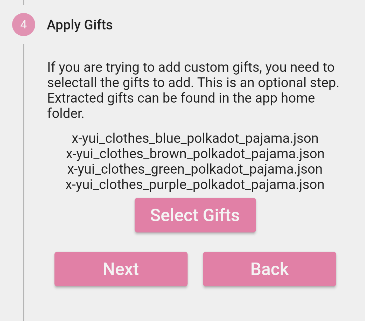 4 Apply Gifts
If you are trying to add custom gifts, you need to
selectall the gifts to add. This is an optional step.
Extracted gifts can be found in the app home
folder.
x-yui_clothes_blue_polkadot_pajama.json
x-yui_clothes_brown_polkadot_pajama.json
x-yui_clothes_green_polkadot_pajama.json
x-yui_clothes_purple_polkadot_pajama.json
Select Gifts
Next Back